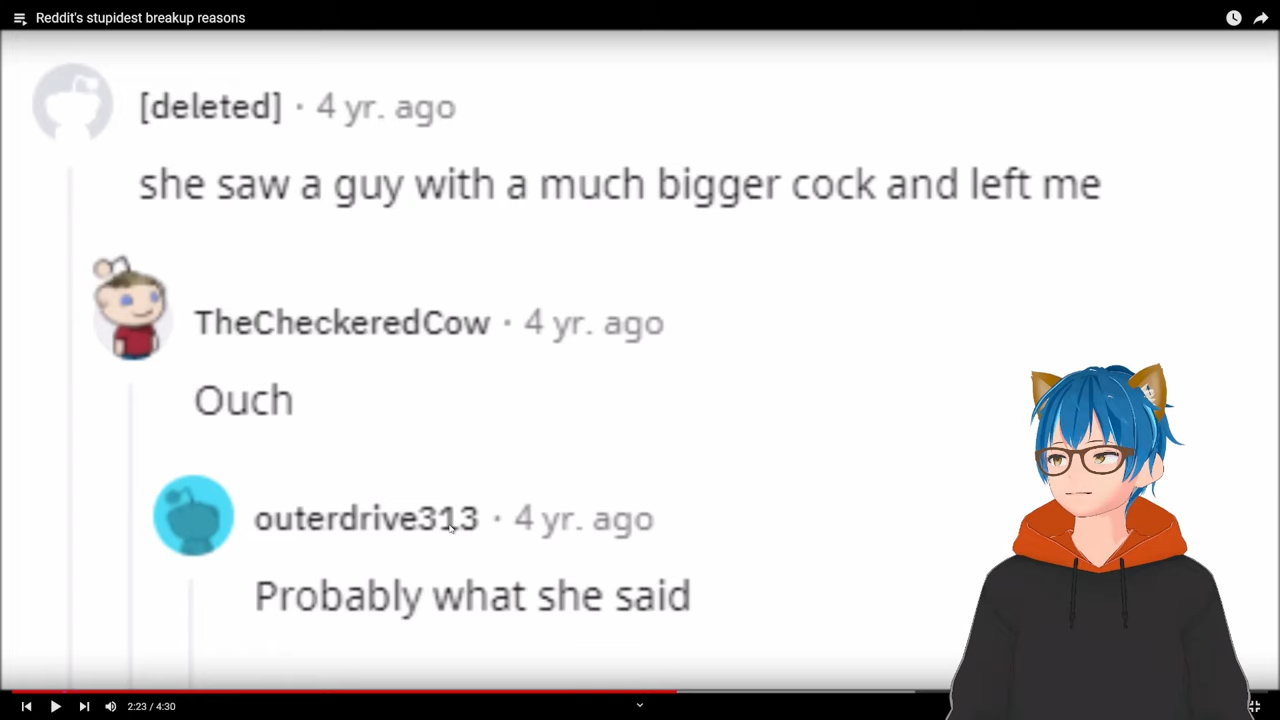 Reddit's stupidest breakup reasons
[deleted] · 4 yr. ago
she saw a guy with a much bigger cock and left me
TheCheckeredCow · 4 yr. ago
Ouch
outerdrive313 · 4 yr. ago
Probably what she said
2:23 / 4:30